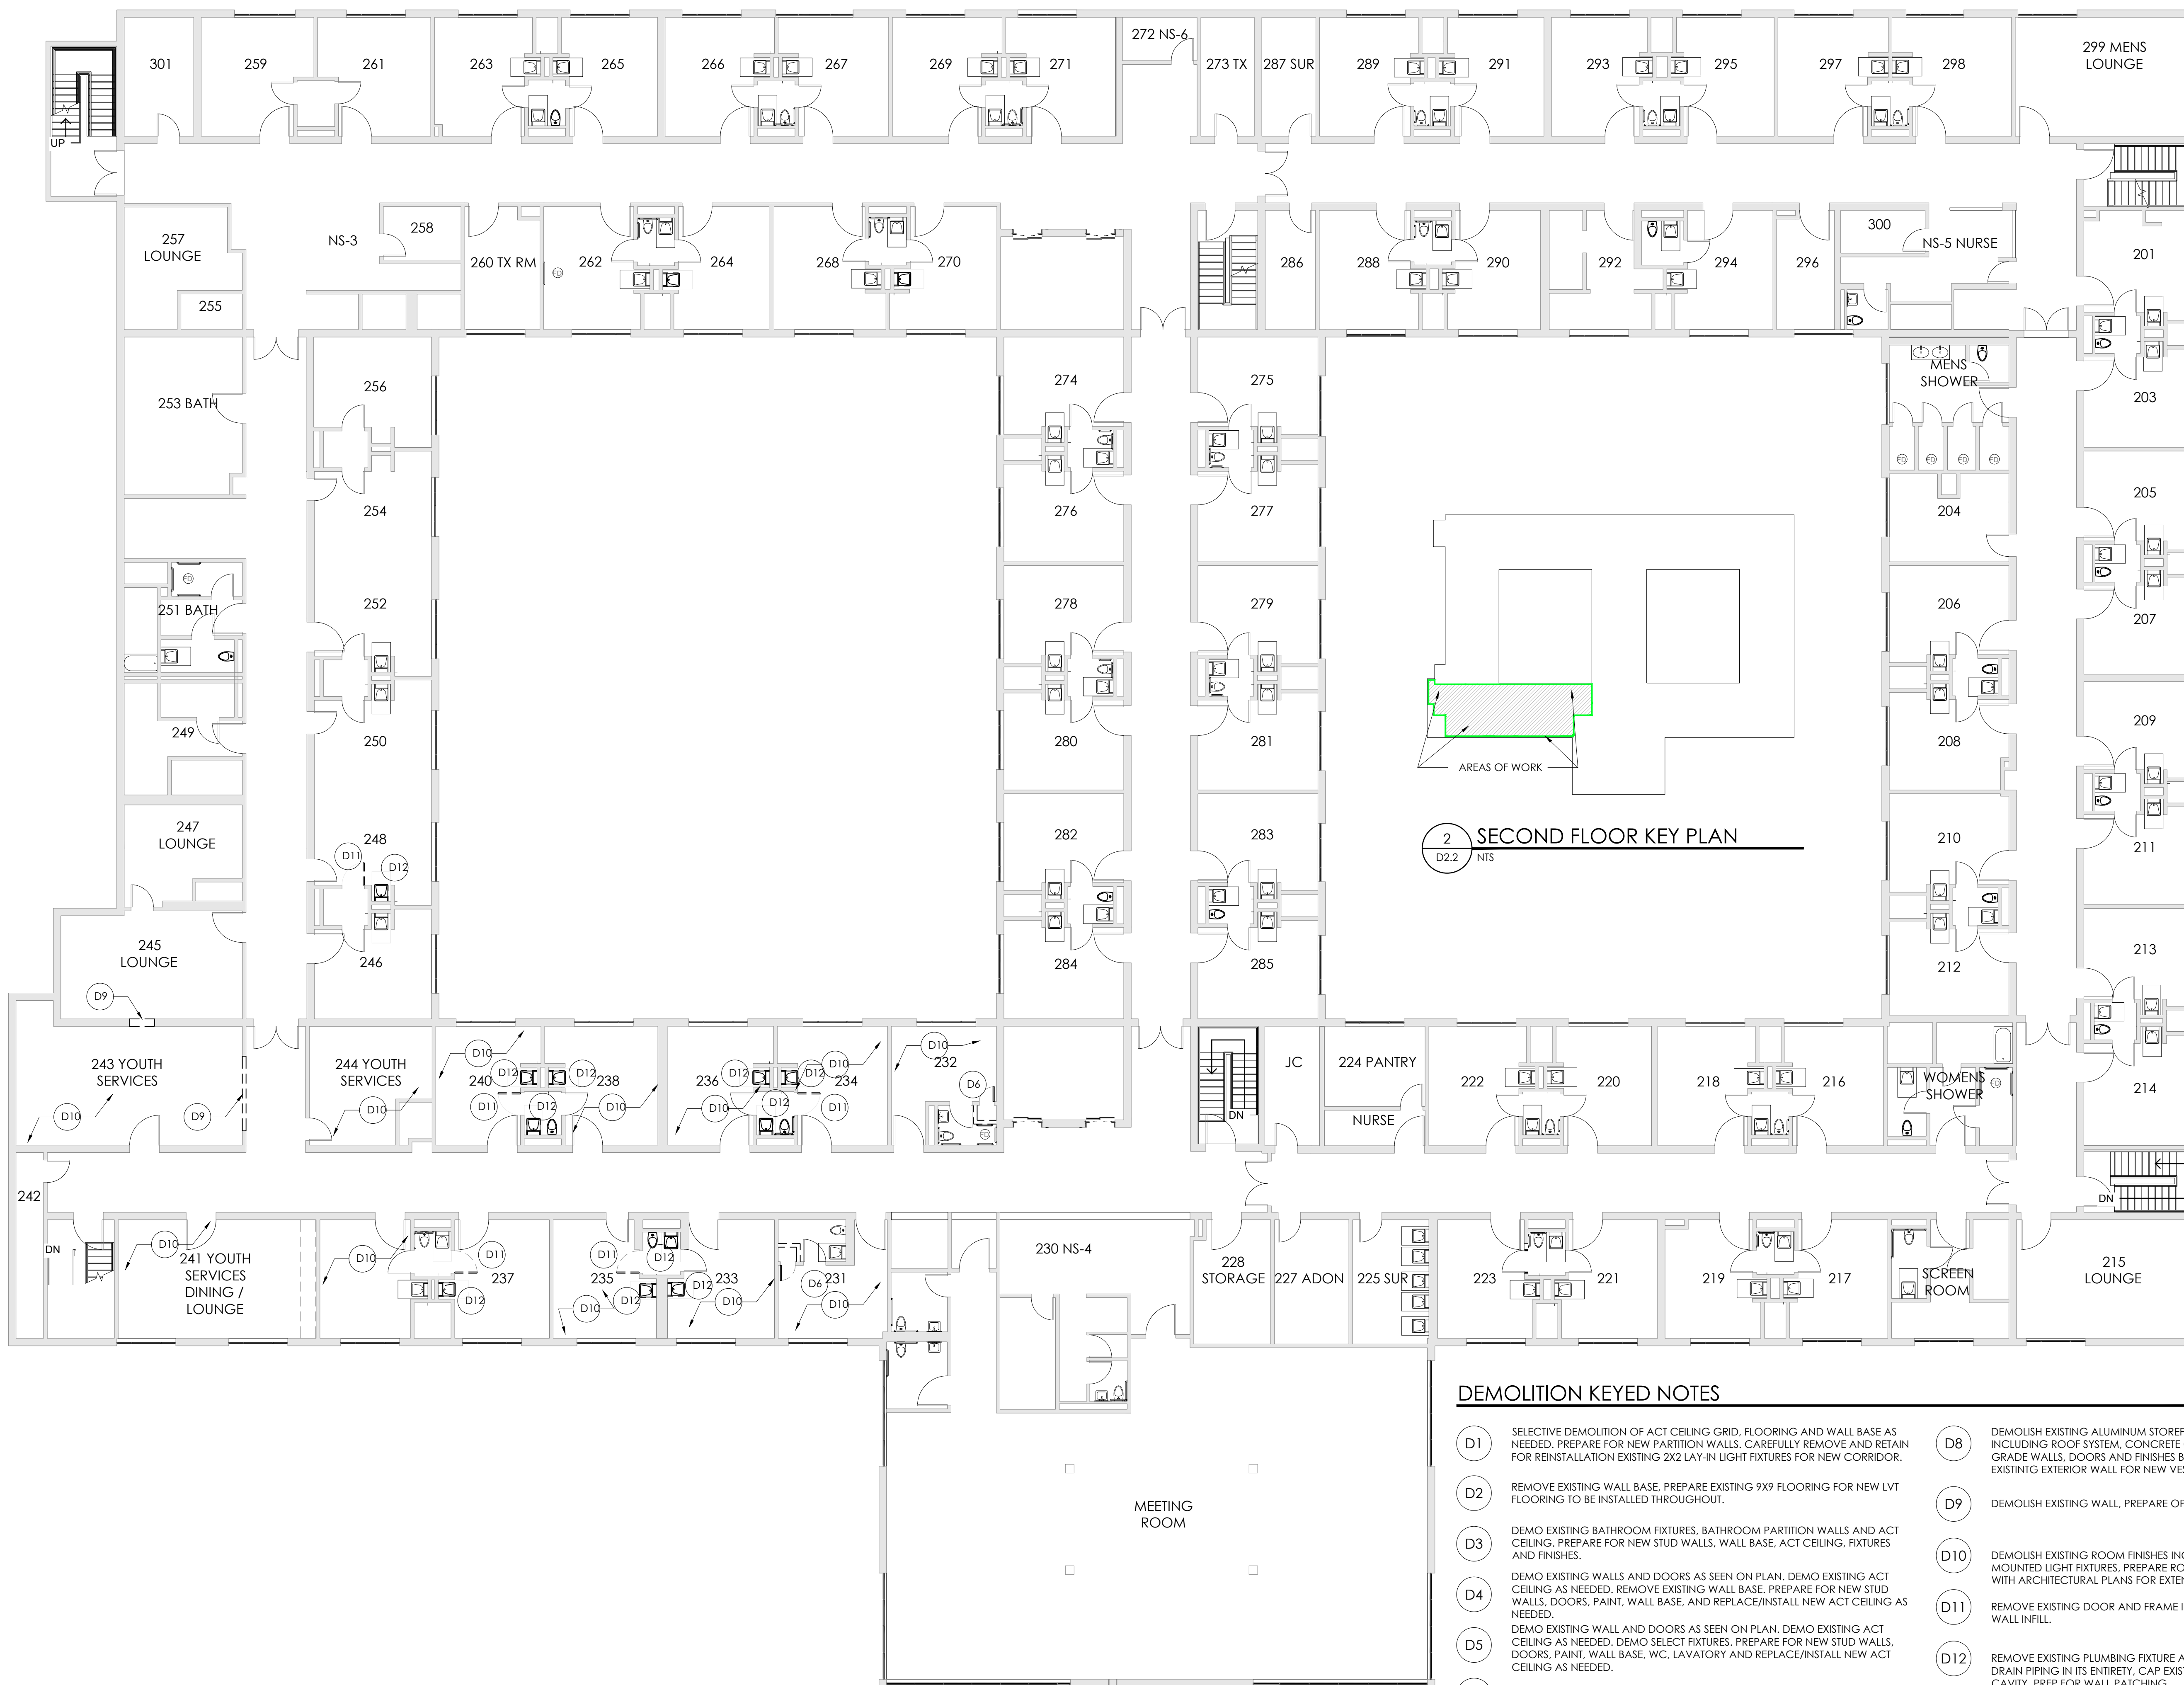 301
259
261
263
265
266
267
269
271
272 NS-6
273 TX
287 SUR
289
291
293
295
297
298
299 MENS
LOUNGE
UP
257
LOUNGE
255
NS-3
258
260 TX RM
FD
262
264
268
270
286
288
290
292
294
296
300
NS-5 NURSE
201
253 BATH
256
274
275
MENS
SHOWER
203
FD
FD
FD
FD
254
276
277
204
205
FD
251 BATH
252
278
279
206
207
249
250
280
281
208
209
AREAS OF WORK
247
LOUNGE
248
D11
D12
282
283
2
D2.2
SECOND FLOOR KEY PLAN
NTS
210
211
245
LOUNGE
D9
246
284
285
212
213
243 YOUTH
SERVICES
D10
D9
244 YOUTH
SERVICES
D10
D10
240
D12
D12
238
D11
D12
D10
236
D12
D12
D10
234
D10
D12
D11
D10
232
D6
FD
DN
JC
224 PANTRY
NURSE
222
220
218
216
WOMENS
SHOWER
FD
214
242
DN
D10
241 YOUTH
SERVICES
DINING /
LOUNGE
D10
D11
237
D12
D11
235
D12
D10
D12
D12
233
D10
D6
231
D10
230 NS-4
228
STORAGE
227 ADON
225 SUR
223
221
219
217
SCREEN
ROOM
DN
215
LOUNGE
MEETING
ROOM
DEMOLITION KEYED NOTES
D1
SELECTIVE DEMOLITION OF ACT CEILING GRID, FLOORING AND WALL BASE AS
NEEDED. PREPARE FOR NEW PARTITION WALLS. CAREFULLY REMOVE AND RETAIN
FOR REINSTALLATION EXISTING 2X2 LAY-IN LIGHT FIXTURES FOR NEW CORRIDOR.
D2
REMOVE EXISTING WALL BASE, PREPARE EXISTING 9X9 FLOORING FOR NEW LVT
FLOORING TO BE INSTALLED THROUGHOUT.
D3
DEMO EXISTING BATHROOM FIXTURES, BATHROOM PARTITION WALLS AND ACT
CEILING. PREPARE FOR NEW STUD WALLS, WALL BASE, ACT CEILING, FIXTURES
AND FINISHES.
D4
DEMO EXISTING WALLS AND DOORS AS SEEN ON PLAN. DEMO EXISTING ACT
CEILING AS NEEDED. REMOVE EXISTING WALL BASE. PREPARE FOR NEW STUD
WALLS, DOORS, PAINT, WALL BASE, AND REPLACE/INSTALL NEW ACT CEILING AS
NEEDED.
D5
DEMO EXISTING WALL AND DOORS AS SEEN ON PLAN. DEMO EXISTING ACT
CEILING AS NEEDED. DEMO SELECT FIXTURES. PREPARE FOR NEW STUD WALLS,
DOORS, PAINT, WALL BASE, WC, LAVATORY AND REPLACE/INSTALL NEW ACT
CEILING AS NEEDED.
D8
DEMOLISH EXISTING ALUMINUM
INCLUDING ROOF SYSTEM, CONCRETE
GRADE WALLS, DOORS AND FINISHES
EXISTINTG EXTERIOR WALL FOR NEW
D9
DEMOLISH EXISTING WALL, PREPARE
D10
DEMOLISH EXISTING ROOM FINISHES
MOUNTED LIGHT FIXTURES, PREPARE
WITH ARCHITECTURAL PLANS FOR
D11
REMOVE EXISTING DOOR AND FRAME
WALL INFILL.
D12
REMOVE EXISTING PLUMBING FIXTURE
DRAIN PIPING IN ITS ENTIRETY, CAP
CAVITY, PREP FOR WALL PATCHING